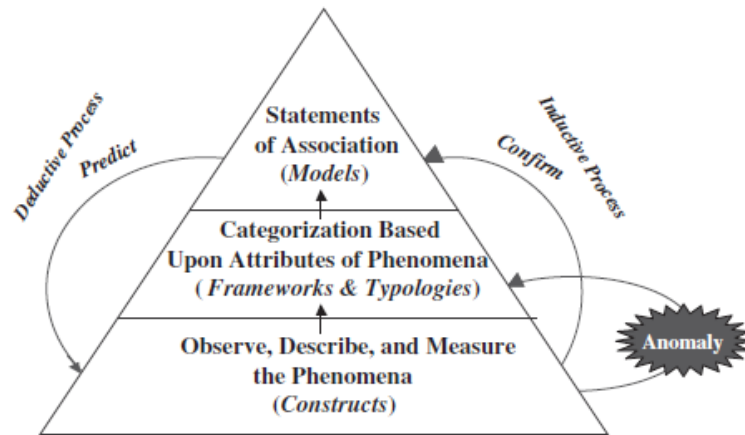 Deductive Process
Predict
Statements
of Association
(Models)
Inductive Process
Confirm
Categorization Based
Upon Attributes of Phenomena
( Frameworks & Typologies)
Anomaly
Observe, Describe, and Measure
the Phenomena
(Constructs)